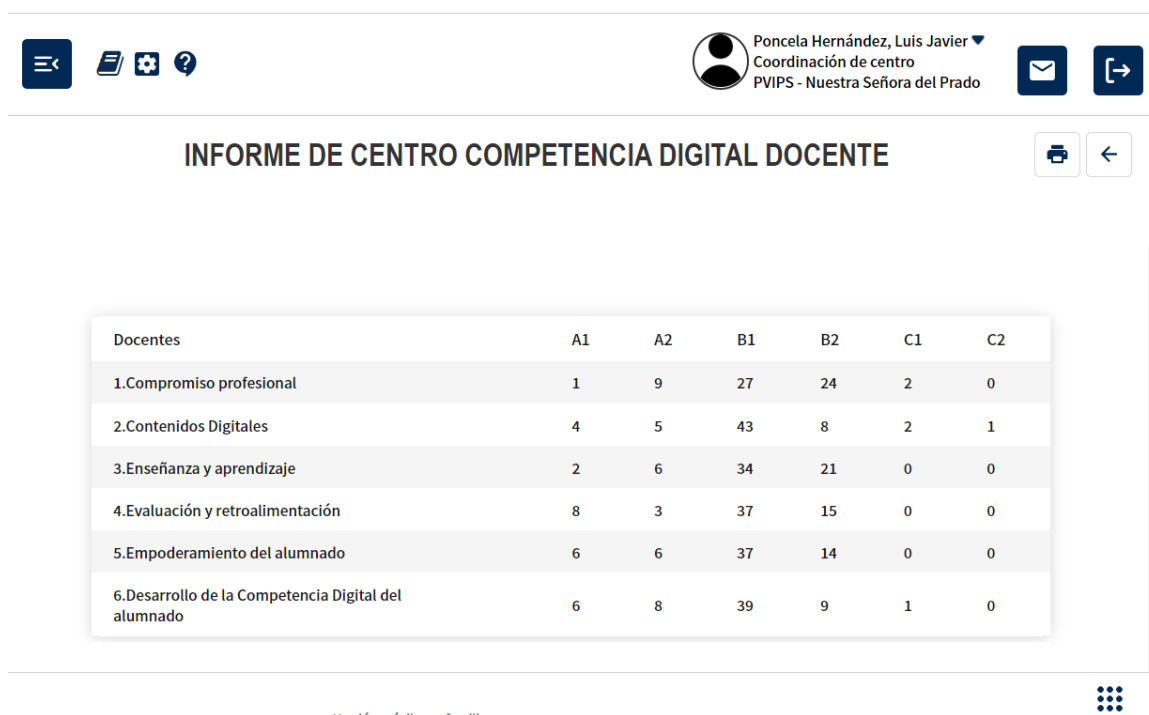 Poncela Hernández, Luis Javier
Coordinación de centro
PVIPS - Nuestra Señora del Prado
INFORME DE CENTRO COMPETENCIA DIGITAL DOCENTE
Docentes A1 A2 B1 B2 C1 C2
1.Compromiso profesional 1 9 27 24 2 0
2.Contenidos Digitales 4 5 43 8 2 1
3.Enseñanza y aprendizaje 2 6 34 21 0 0
4.Evaluación y retroalimentación 8 3 37 15 0 0
5.Empoderamiento del alumnado 6 6 37 14 0 0
6.Desarrollo de la Competencia Digital del
alumnado 6 8 39 9 1 0